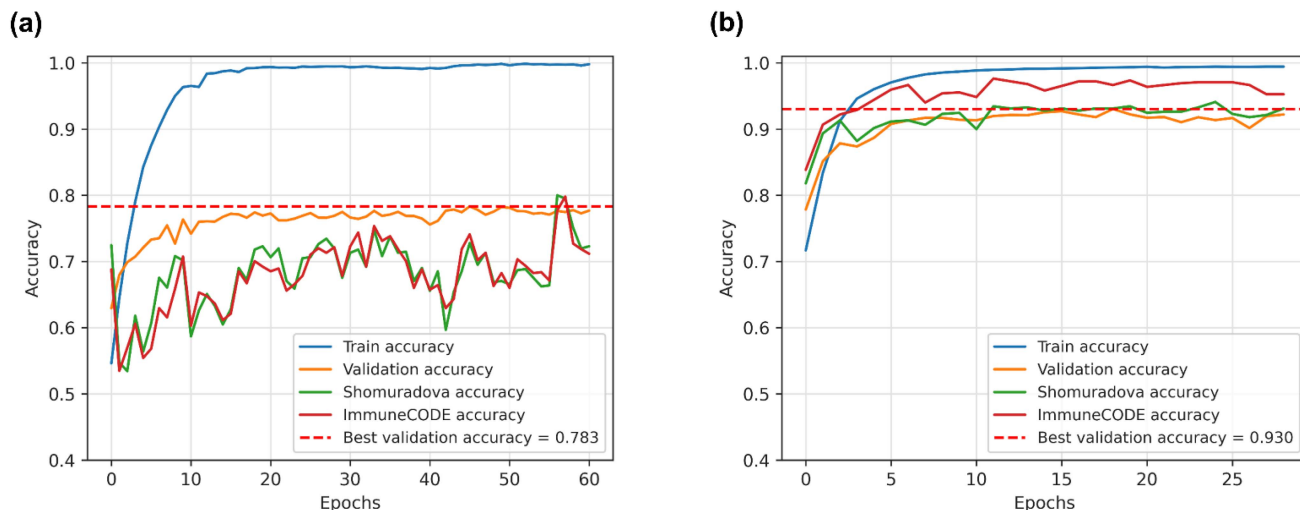 (a)
Accuracy
1.0
0.9
0.8
0.7
0.6
0.5
0.4
0 10 20 30 40 50 60
Epochs
Train accuracy
Validation accuracy
Shomuradova accuracy
ImmuneCODE accuracy
Best validation accuracy = 0.783
(b)
Accuracy
1.0
0.9
0.8
0.7
0.6
0.5
0.4
0 5 10 15 20 25
Epochs
Train accuracy
Validation accuracy
Shomuradova accuracy
ImmuneCODE accuracy
Best validation accuracy = 0.930